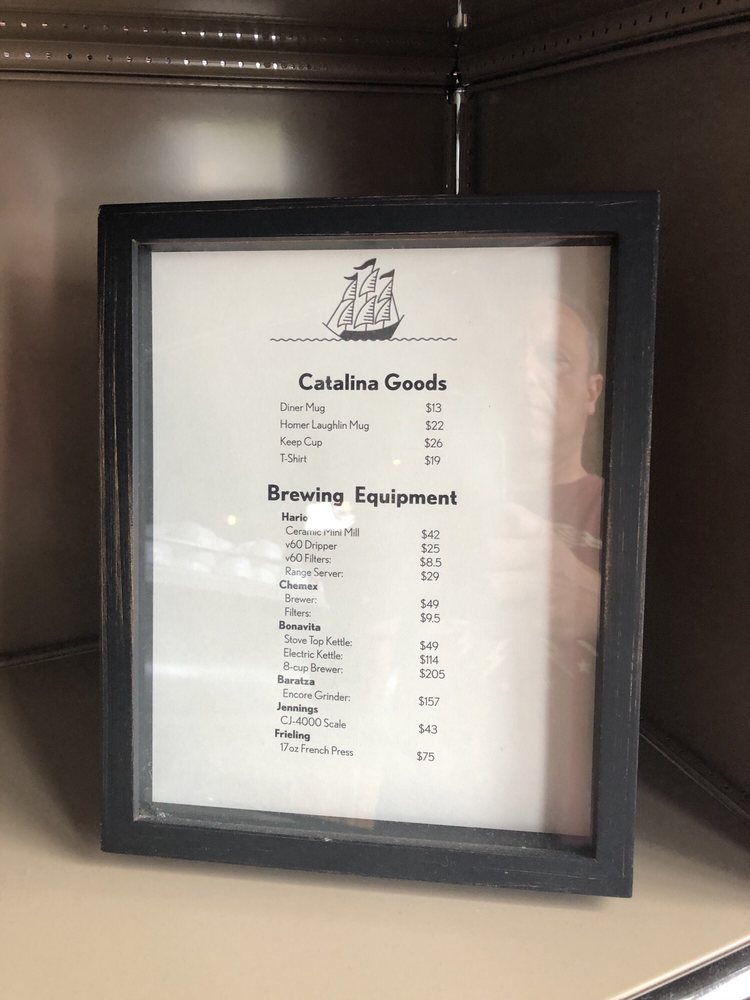 Catalina Goods
Diner Mug $13
Homer Laughlin Mug $22
Keep Cup $26
T-Shirt $19
Brewing Equipment
Hario
Ceramic Mini Mill $42
v60 Dripper $25
v60 Filters: $8.5
Range Server: $29
Chemex
Brewer: $49
Filters: $9.5
Bonavita
Stove Top Kettle: $49
Electric Kettle: $114
8-cup Brewer: $205
Baratza
Encore Grinder: $157
Jennings
CJ-4000 Scale $43
Frieling
17oz French Press $75